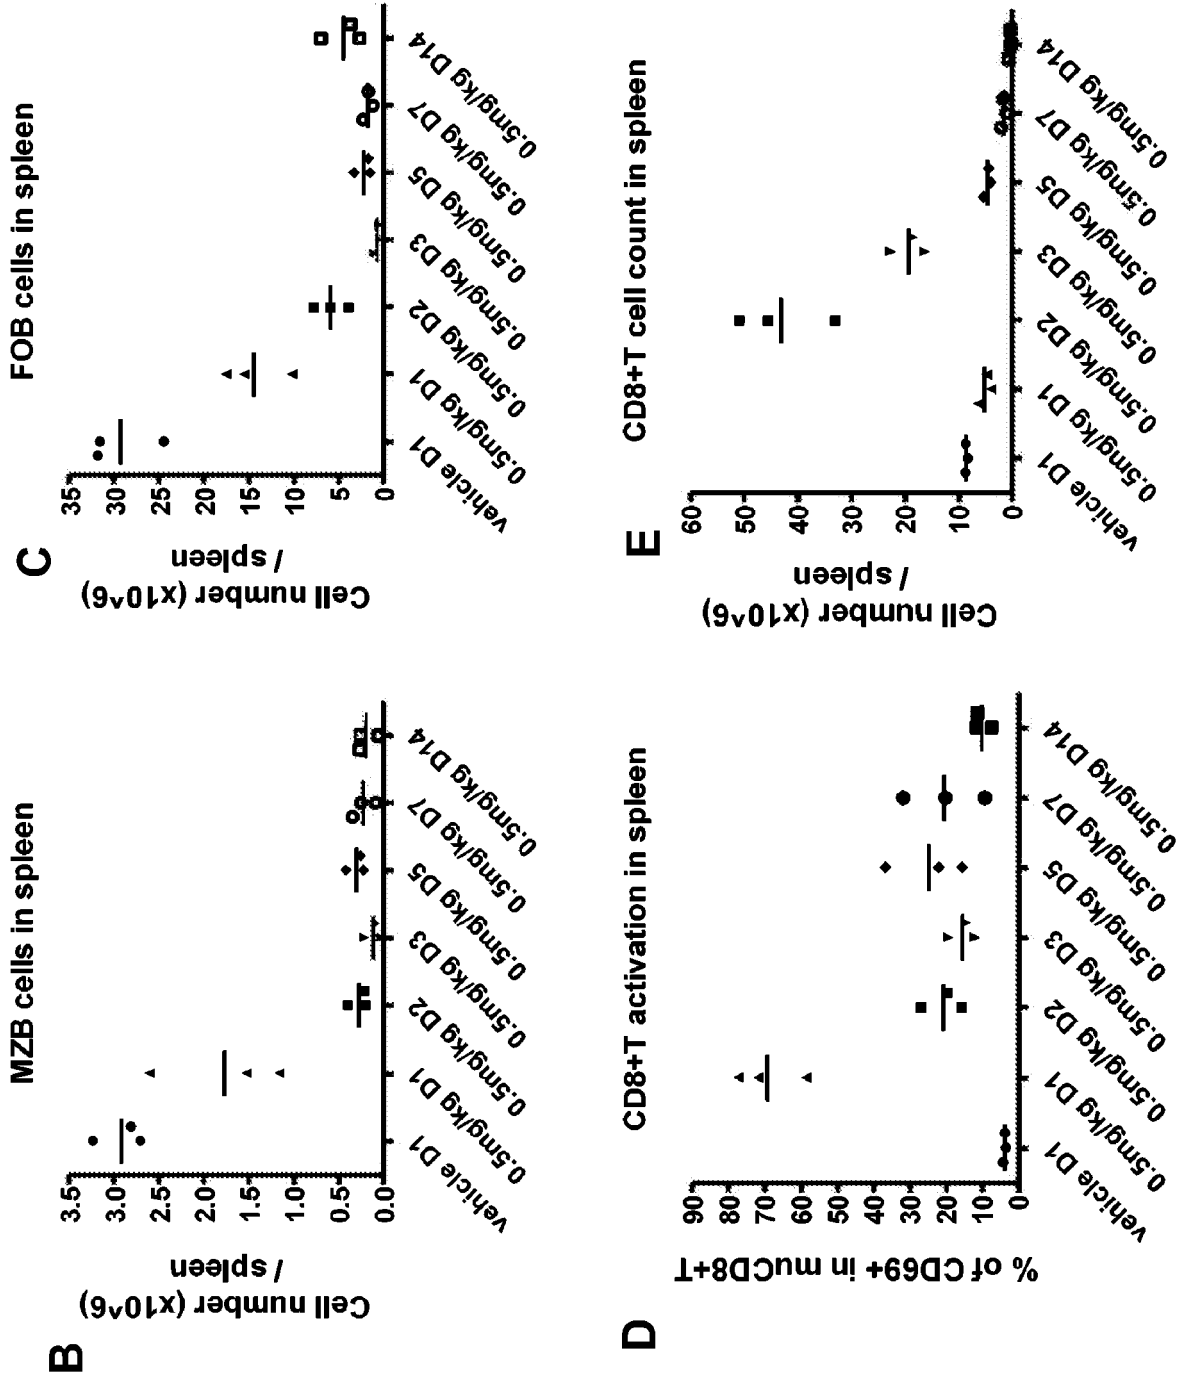 B
MZB cells in spleen
Cell number (x10^6)
/ spleen
3.5
3.0
2.5
2.0
1.5
1.0
0.5
0.0
vehicle D1
0.5mg/kg D1
0.5mg/kg D2
0.5mg/kg D3
0.5mg/kg D5
0.5mg/kg D7
0.5mg/kg D14
C
FOB cells in spleen
Cell number (x10^6)
/ spleen
35
30
25
20
15
10
5
0
vehicle D1
0.5mg/kg D1
0.5mg/kg D2
0.5mg/kg D3
0.5mg/kg D5
0.5mg/kg D7
0.5mg/kg D14
D
CD8+T activation in spleen
% of CD69+ in muCD8+T
90
80
70
60
50
40
30
20
10
0
vehicle D1
0.5mg/kg D1
0.5mg/kg D2
0.5mg/kg D3
0.5mg/kg D5
0.5mg/kg D7
0.5mg/kg D14
E
CD8+T cell count in spleen
Cell number (x10^6)
/ spleen
60
50
40
30
20
10
0
vehicle D1
0.5mg/kg D1
0.5mg/kg D2
0.5mg/kg D3
0.5mg/kg D5
0.5mg/kg D7
0.5mg/kg D14